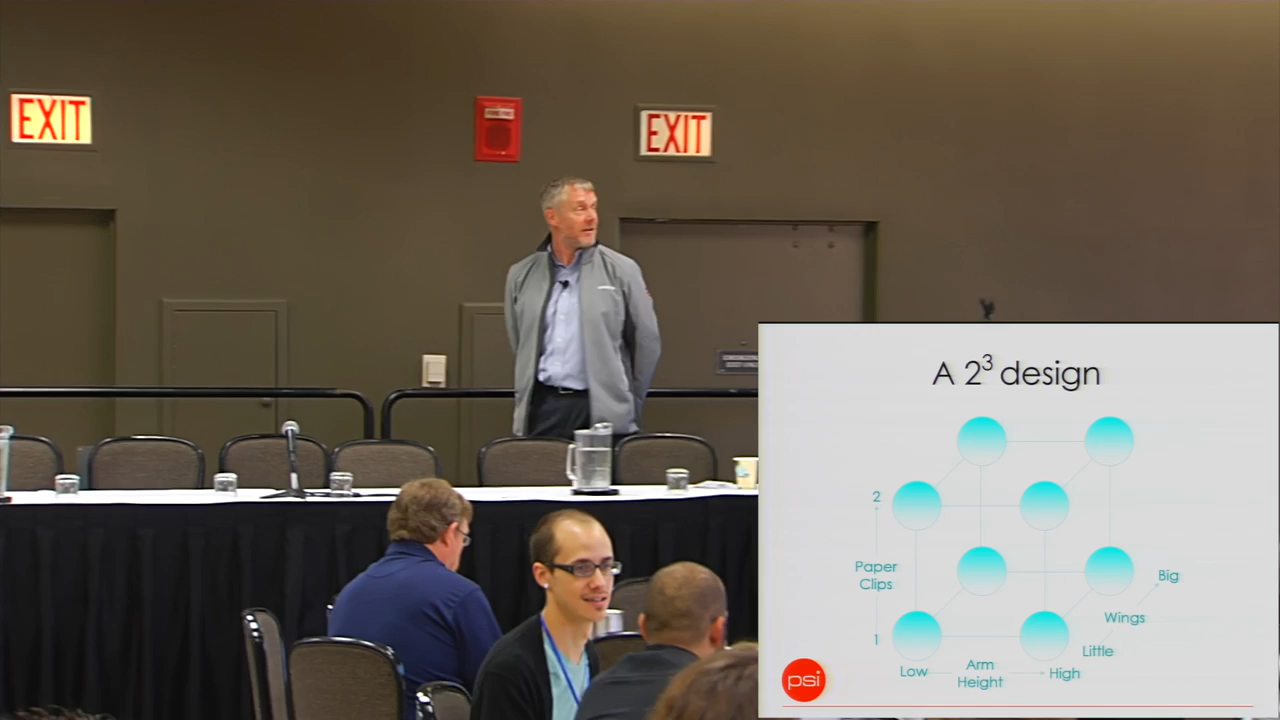 EXIT
EXIT
A 2³ design
2
Paper
Clips
Big
Wings
1
Little
Low
Arm
Height
High
psi